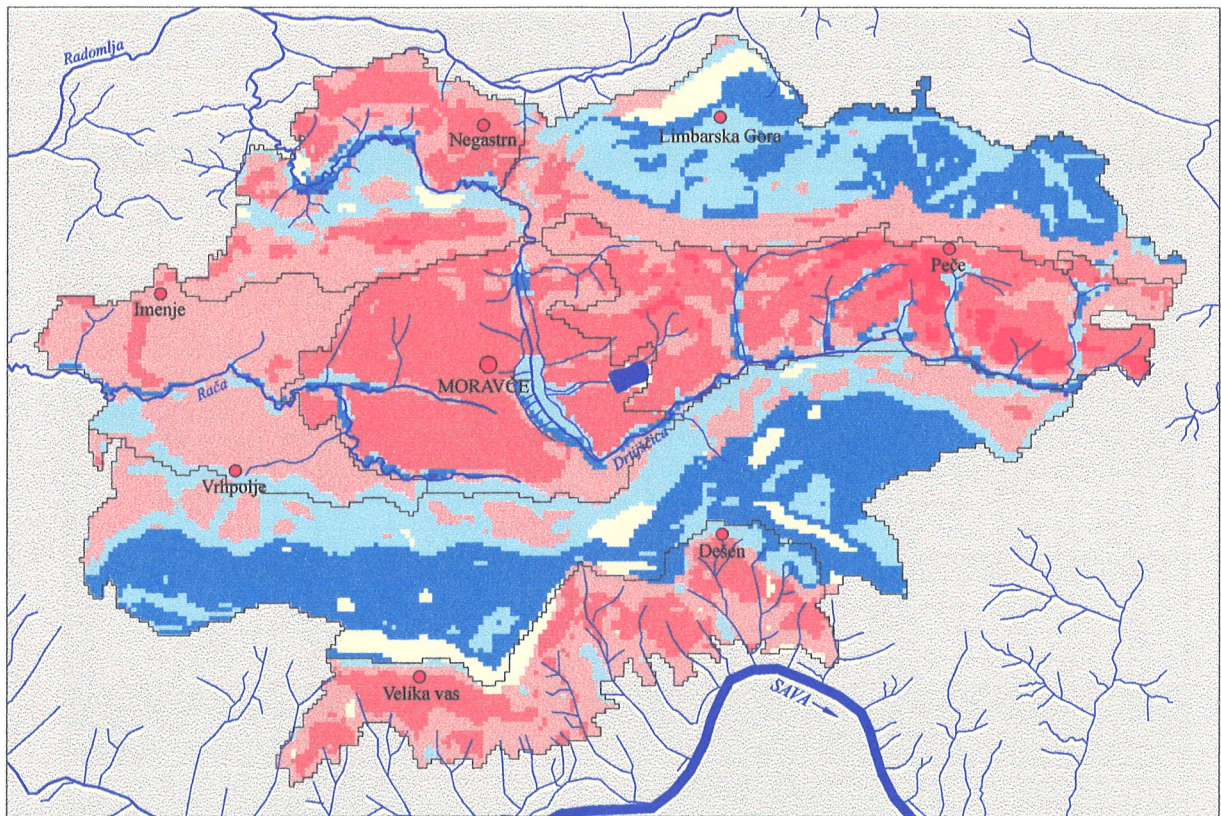 Radomlja
Negastrn
Limbarska Gora
Peče
Imenje
MORAVČE
Rača
Drtijščica
Vrhpolje
Dešen
Velika vas
SAVA